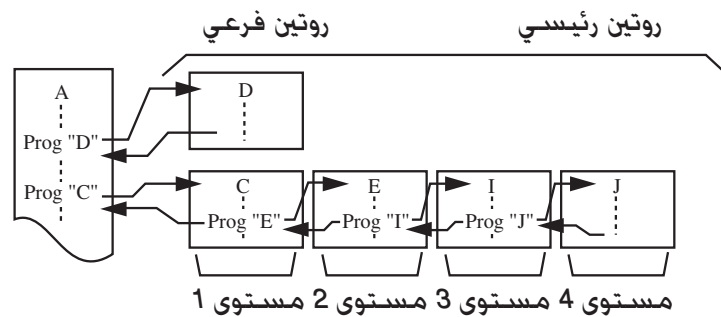 روتين رئيسي
روتين فرعي
A
Prog "D"
Prog "C"
D
C
Prog "E"
E
Prog "I"
I
Prog "J"
J
مستوى 1
مستوى 2
مستوى 3
مستوى 4